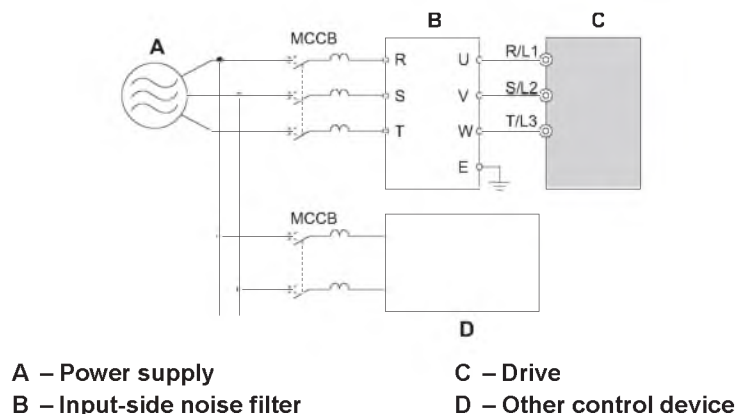 A
MCCB
B
C
R
U
R/L1
S
V
S/L2
T
W
T/L3
E
MCCB
D
A – Power supply
C – Drive
B – Input-side noise filter
D – Other control device